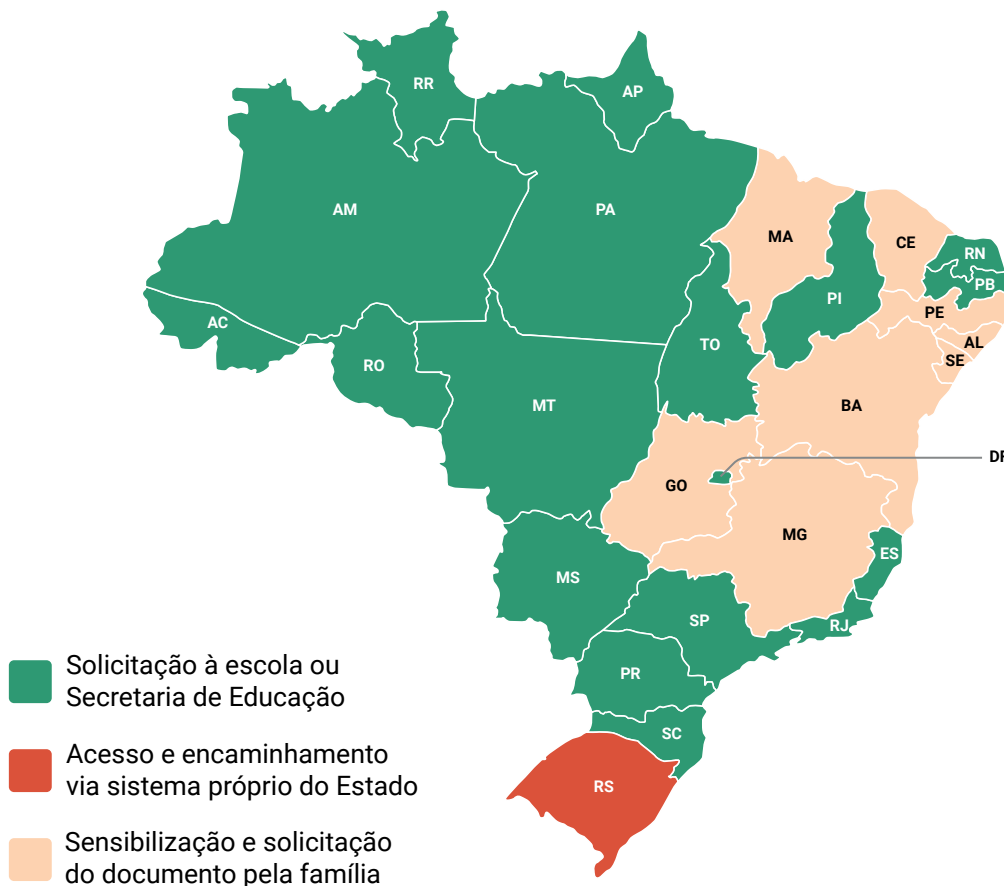 RR
AP
AM
PA
MA
CE
RN
PB
PI
PE
AC
AL
TO
SE
RO
MT
BA
DF
GO
MG
ES
MS
SP
RJ
PR
SC
RS
Solicitação à escola ou
Secretaria de Educação
Acesso e encaminhamento
via sistema próprio do Estado
Sensibilização e solicitação
do documento pela família